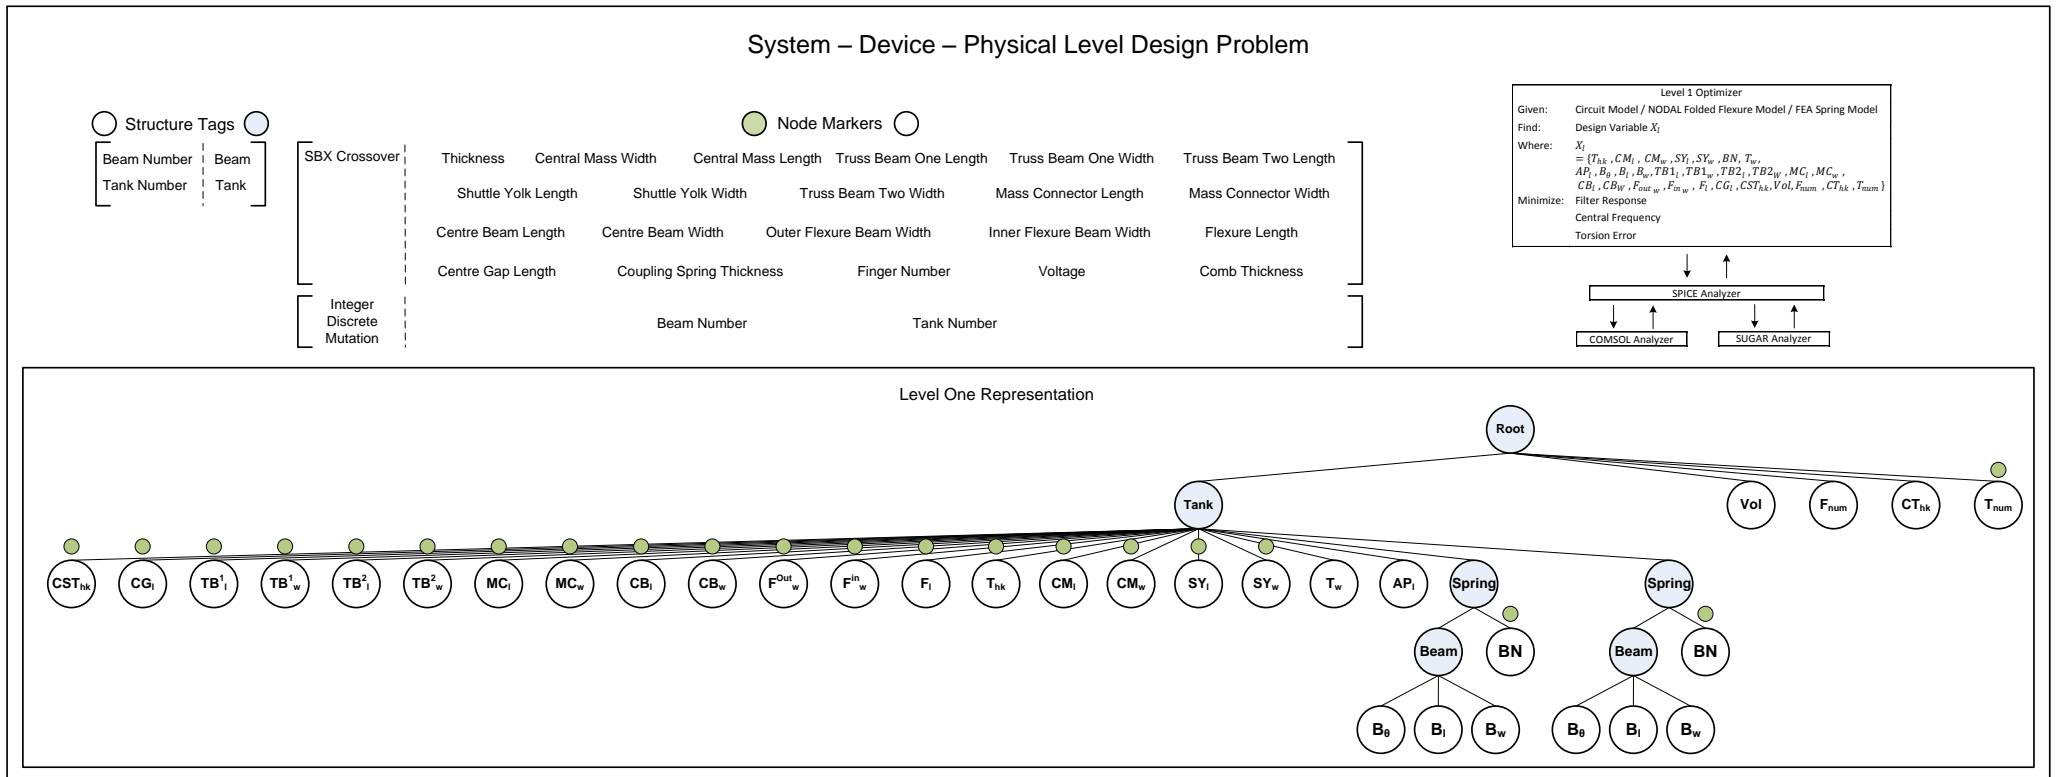 System – Device – Physical Level Design Problem
Structure Tags
Beam Number Beam
Tank Number Tank
Node Markers
SBX Crossover Thickness Central Mass Width Central Mass Length Truss Beam One Length Truss Beam One Width Truss Beam Two Length
Shuttle Yolk Length Shuttle Yolk Width Truss Beam Two Width Mass Connector Length Mass Connector Width
Centre Beam Length Centre Beam Width Outer Flexure Beam Width Inner Flexure Beam Width Flexure Length
Centre Gap Length Coupling Spring Thickness Finger Number Voltage Comb Thickness
Integer
Discrete
Mutation
Beam Number Tank Number
Level 1 Optimizer
Given: Circuit Model / NODAL Folded Flexure Model / FEA Spring Model
Find: Design Variable X_l
Where: X_l
= {T_hk , CM_l , CM_w , SY_l , SY_w , BN, T_w ,
AP_l , B_θ , B_l , B_w , TB1_l , TB1_w , TB2_l , TB2_W , MC_l , MC_w ,
CB_l , CB_W , F_out w , F_in w , F_l , CG_l , CST_hk , Vol, F_num , CT_hk , T_num }
Minimize: Filter Response
Central Frequency
Torsion Error
SPICE Analyzer
COMSOL Analyzer SUGAR Analyzer
Level One Representation
Root
Tank Vol F_num CT_hk T_num
CST_hk CG_l TB^1_l TB^1_w TB^2_l TB^2_w MC_l MC_w CB_l CB_w F^Out_w F^in_w F_l T_hk CM_l CM_w SY_l SY_w T_w AP_l Spring Spring
Beam BN Beam BN
B_θ B_l B_w B_θ B_l B_w